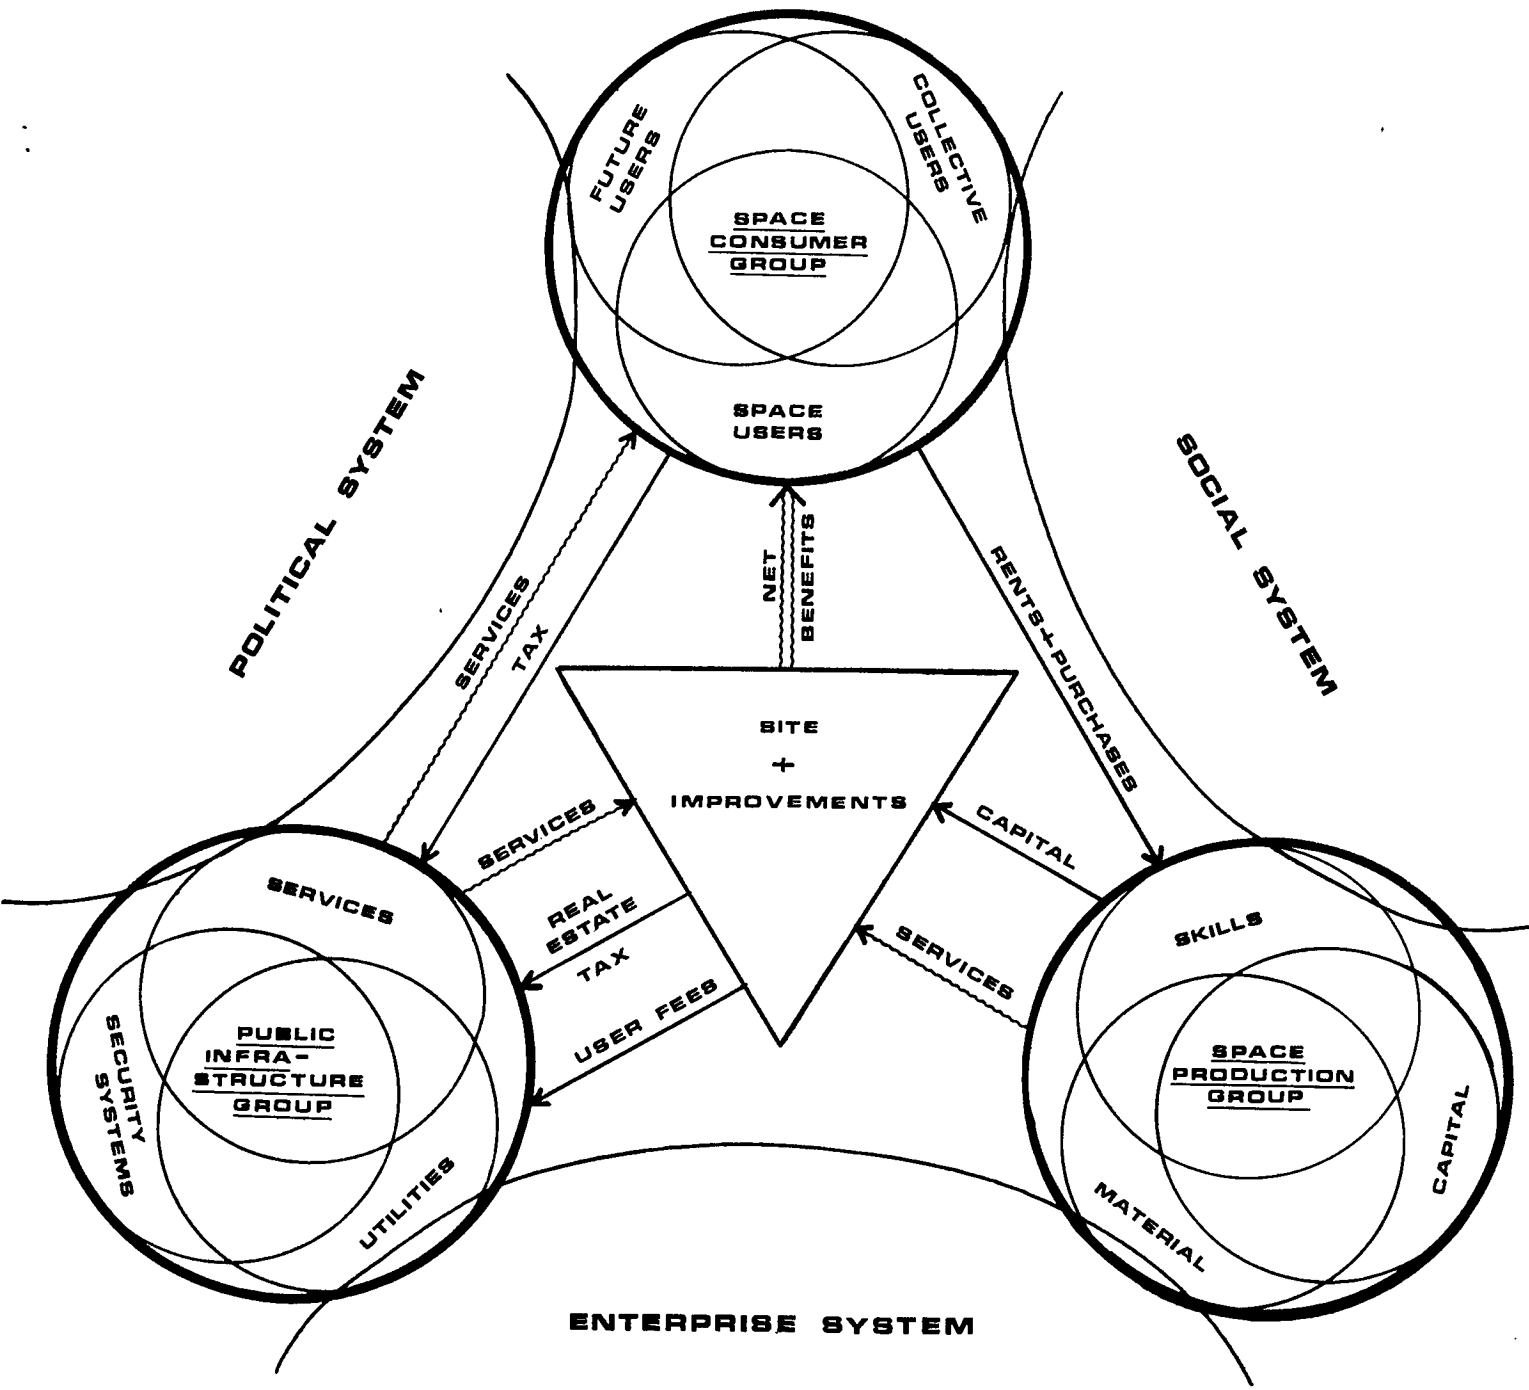 FUTURE
USERS
COLLECTIVE
USERS
SPACE
CONSUMER
GROUP
SPACE
USERS
POLITICAL SYSTEM
SOCIAL SYSTEM
SERVICES
TAX
NET
BENEFITS
RENTS + PURCHASES
SITE
+
IMPROVEMENTS
SERVICES
REAL
ESTATE
TAX
USER FEES
CAPITAL
SERVICES
SERVICES
SECURITY
SYSTEMS
PUBLIC
INFRA-
STRUCTURE
GROUP
UTILITIES
SKILLS
SPACE
PRODUCTION
GROUP
CAPITAL
MATERIAL
ENTERPRISE SYSTEM